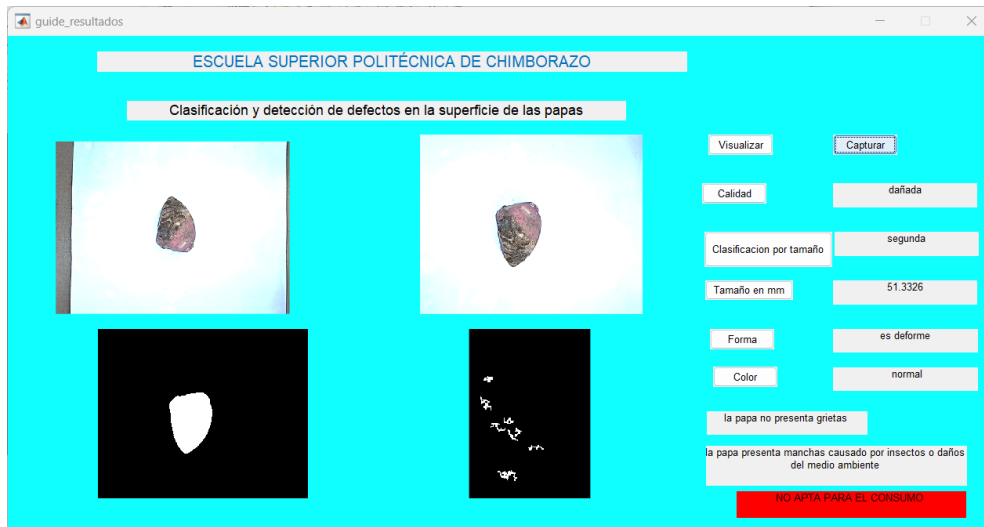 guide_resultados
ESCUELA SUPERIOR POLITÉCNICA DE CHIMBORAZO
Clasificación y detección de defectos en la superficie de las papas
Visualizar
Capturar
Calidad
dañada
Clasificacion por tamaño
segunda
Tamaño en mm
51.3326
Forma
es deforme
Color
normal
la papa no presenta grietas
la papa presenta manchas causado por insectos o daños
del medio ambiente
NO APTA PARA EL CONSUMO